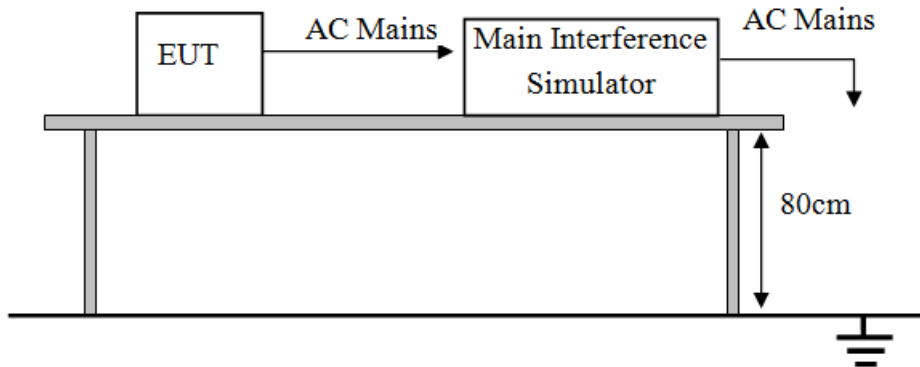 EUT
AC Mains
Main Interference
Simulator
AC Mains
80cm